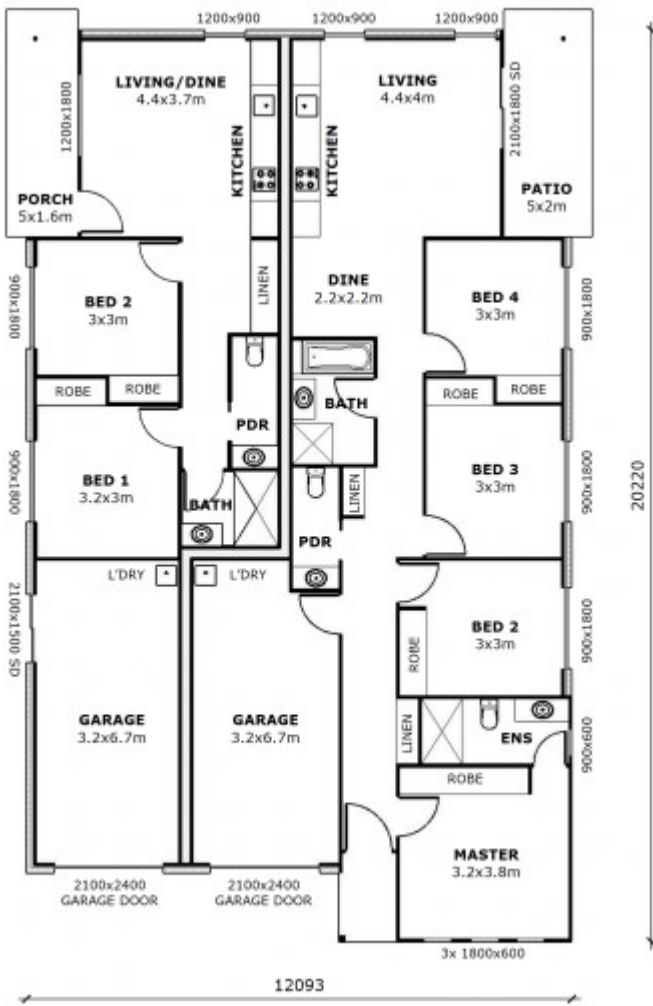 1200x900
1200x900
1200x900
LIVING/DINE
4.4x3.7m
LIVING
4.4x4m
1200x1800
2100x1800 SD
KITCHEN
KITCHEN
PORCH
5x1.6m
PATIO
5x2m
900x1800
BED 2
3x3m
LINEN
DINE
2.2x2.2m
BED 4
3x3m
900x1800
ROBE
ROBE
PDR
BATH
ROBE
ROBE
900x1800
BED 1
3.2x3m
BATH
LINEN
BED 3
3x3m
900x1800
20220
PDR
L'DRY
L'DRY
2100x1500 SD
BED 2
3x3m
900x1800
ROBE
GARAGE
3.2x6.7m
GARAGE
3.2x6.7m
LINEN
ENS
900x600
ROBE
MASTER
3.2x3.8m
2100x2400
GARAGE DOOR
2100x2400
GARAGE DOOR
3x 1800x600
12093